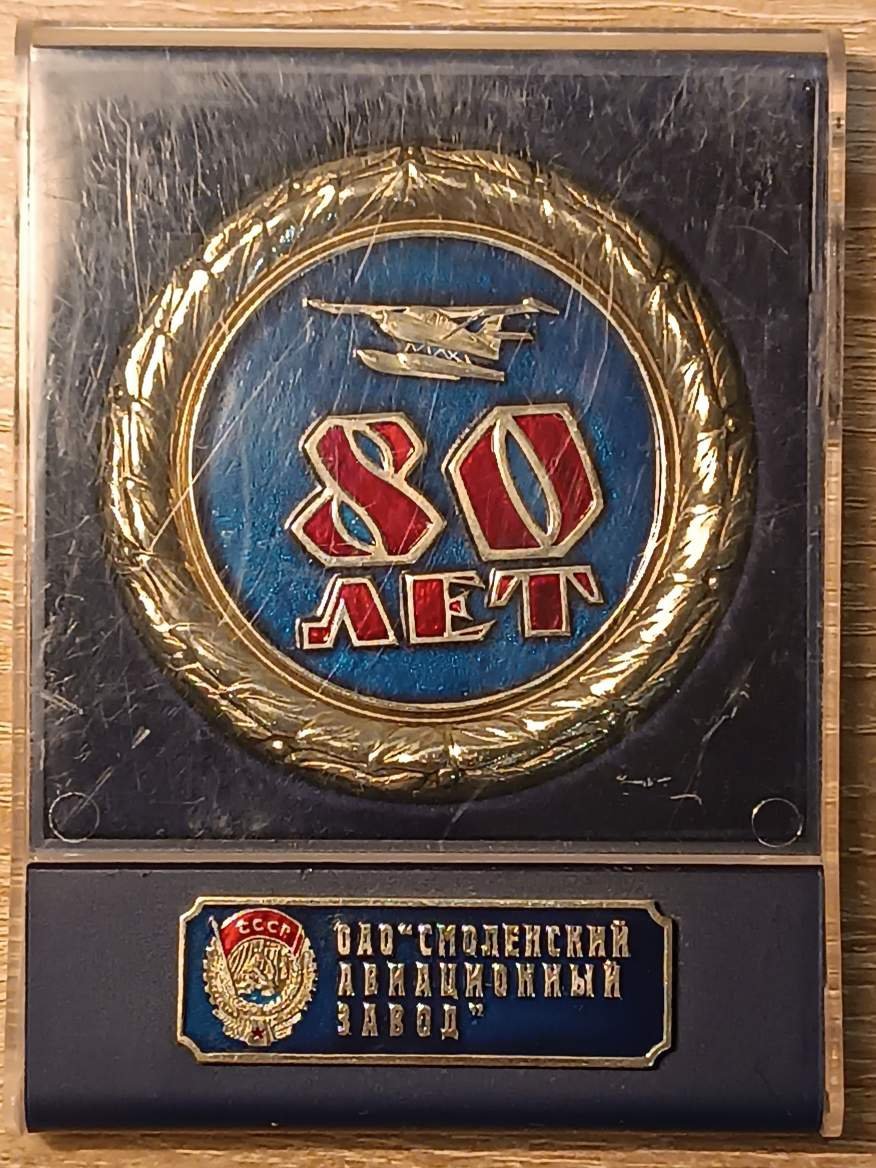 80
ЛЕТ
СССР
ОАО "СМОЛЕНСКИЙ
АВИАЦИОННЫЙ
ЗАВОД"